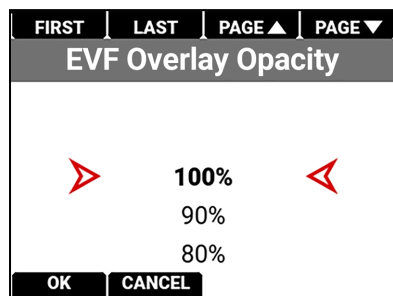 FIRST LAST PAGE▲ PAGE▼
EVF Overlay Opacity
100%
90%
80%
OK CANCEL